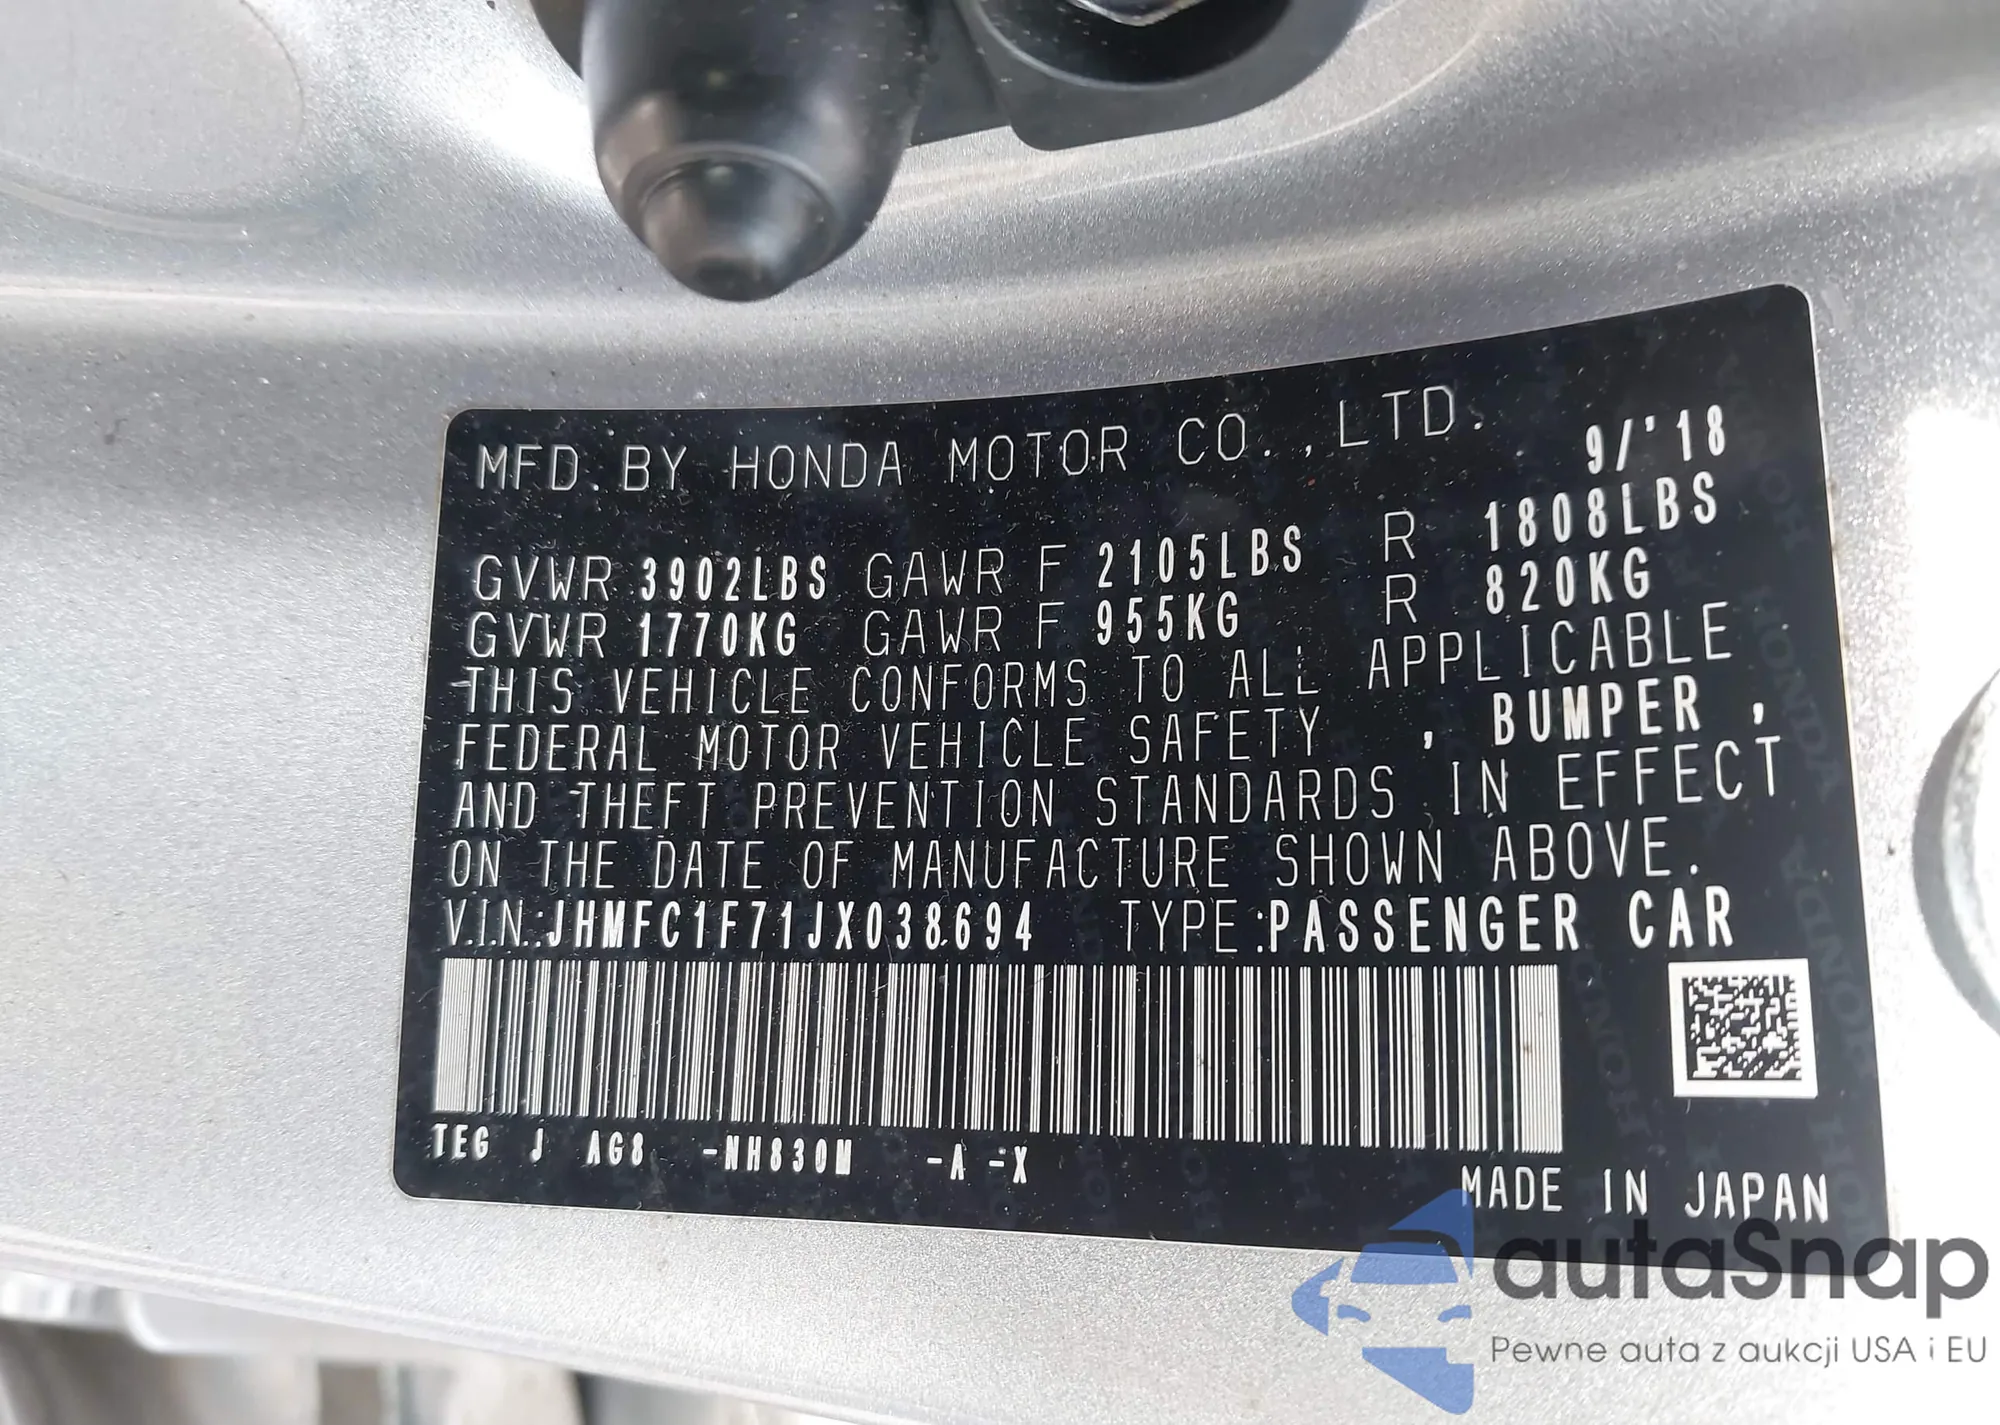 MFD. BY HONDA MOTOR CO.,LTD. 9/'18
GVWR 3902LBS GAWR F 2105LBS R 1808LBS
GVWR 1770KG GAWR F 955KG R 820KG
THIS VEHICLE CONFORMS TO ALL APPLICABLE
FEDERAL MOTOR VEHICLE SAFETY , BUMPER ,
AND THEFT PREVENTION STANDARDS IN EFFECT
ON THE DATE OF MANUFACTURE SHOWN ABOVE.
V.I.N.:JHMFC1F71JX038694 TYPE:PASSENGER CAR
TEG J AG8 -NH830M -A -X
MADE IN JAPAN
autaSnap
Pewne auta z aukcji USA i EU